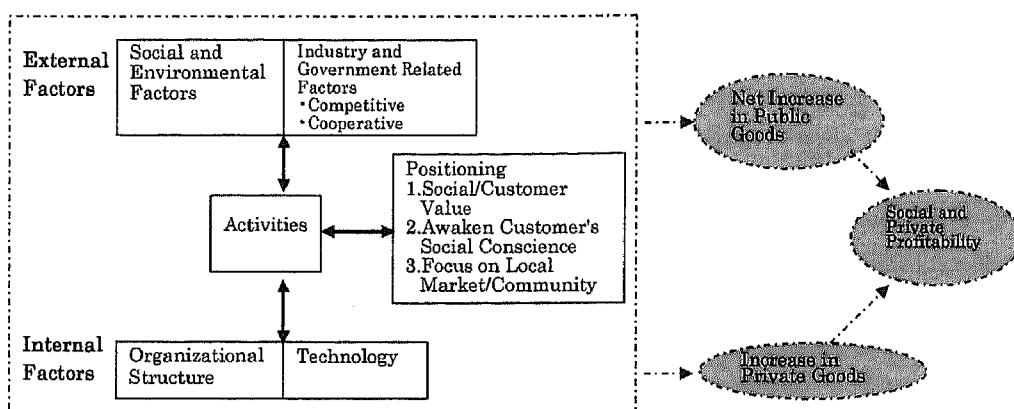 External
Factors
Social and
Environmental
Factors
Industry and
Government Related
Factors
・Competitive
・Cooperative
Activities
Positioning
1.Social/Customer
Value
2.Awaken Customer's
Social Conscience
3.Focus on Local
Market/Community
Internal
Factors
Organizational
Structure
Technology
Net Increase
in Public
Goods
Social and
Private
Profitability
Increase in
Private Goods